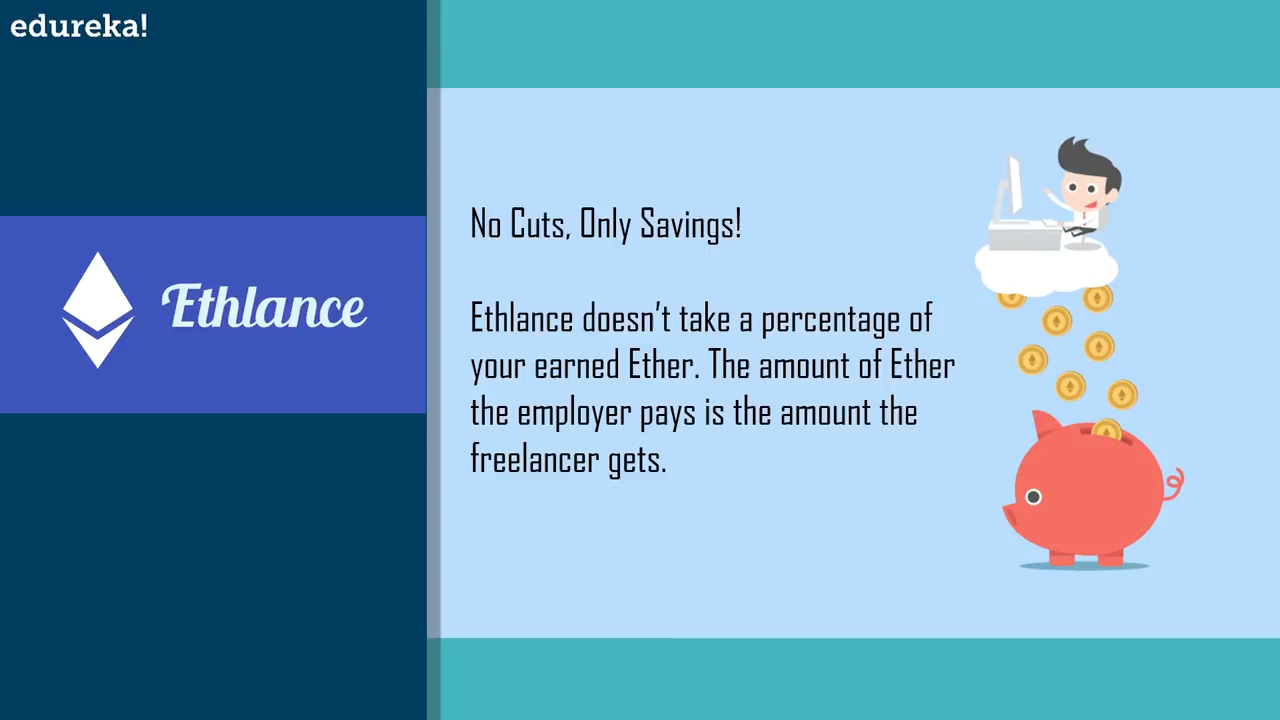 edureka!
Ethlance
No Cuts, Only Savings!
Ethlance doesn't take a percentage of
your earned Ether. The amount of Ether
the employer pays is the amount the
freelancer gets.